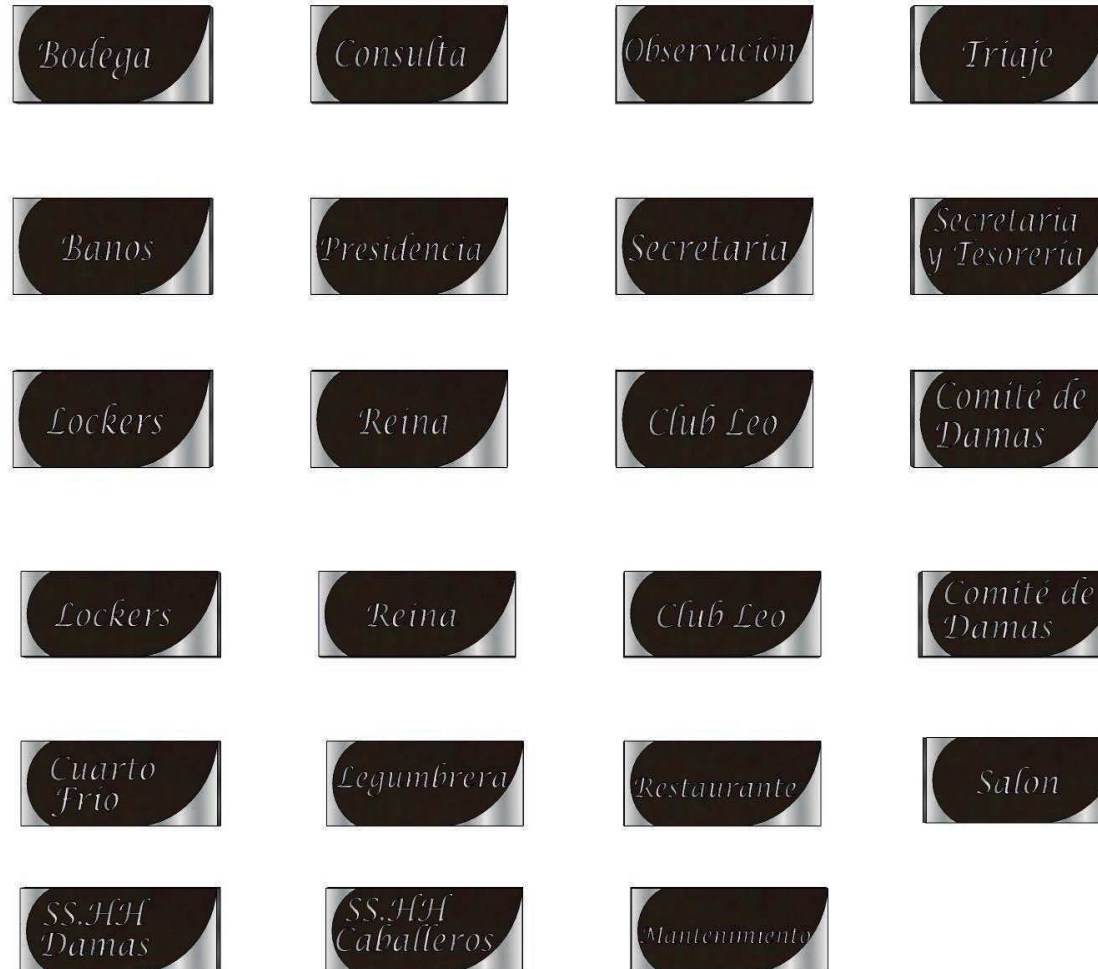 Bodega
Consulta
Observación
Triaje
Banos
Presidencia
Secretaria
Secretaria
y Tesorería
Lockers
Reina
Club Leo
Comité de
Damas
Lockers
Reina
Club Leo
Comité de
Damas
Cuarto
frio
Legumbrera
Restaurante
Salon
SS.HH
Damas
SS.HH
Caballeros
Mantenimiento